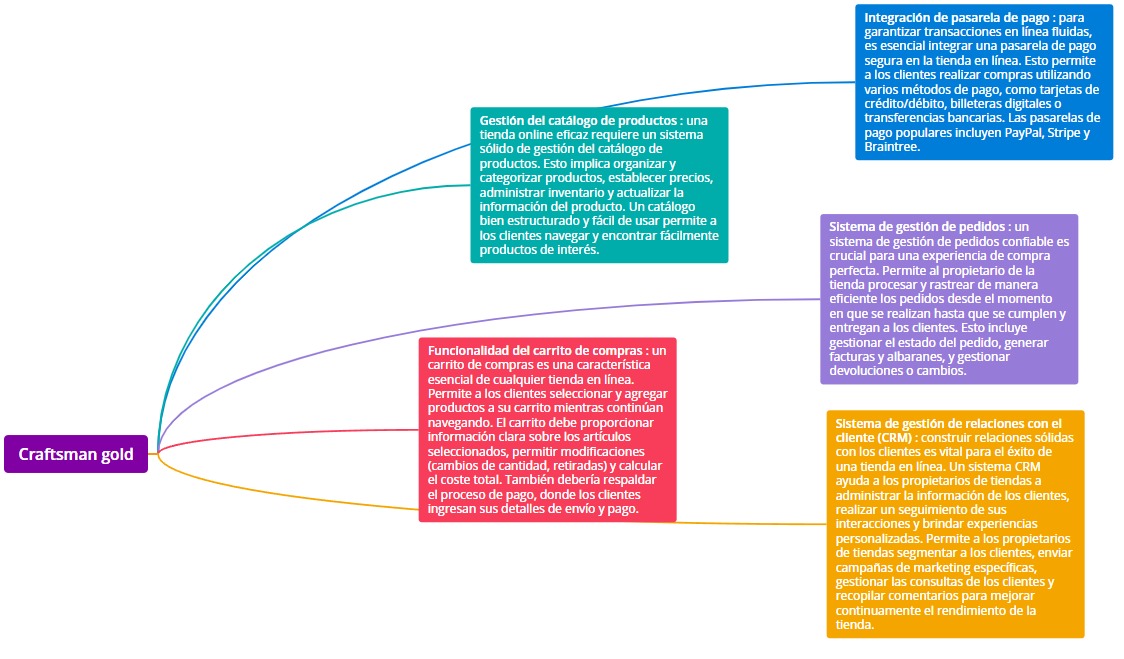 Integración de pasarela de pago : para
garantizar transacciones en línea fluidas,
es esencial integrar una pasarela de pago
segura en la tienda en línea. Esto permite
a los clientes realizar compras utilizando
varios métodos de pago, como tarjetas de
crédito/débito, billeteras digitales o
transferencias bancarias. Las pasarelas de
pago populares incluyen PayPal, Stripe y
Braintree.
Gestión del catálogo de productos : una
tienda online eficaz requiere un sistema
sólido de gestión del catálogo de
productos. Esto implica organizar y
categorizar productos, establecer precios,
administrar inventario y actualizar la
información del producto. Un catálogo
bien estructurado y fácil de usar permite a
los clientes navegar y encontrar fácilmente
productos de interés.
Sistema de gestión de pedidos : un
sistema de gestión de pedidos confiable es
crucial para una experiencia de compra
perfecta. Permite al propietario de la
tienda procesar y rastrear de manera
eficiente los pedidos desde el momento
en que se realizan hasta que se cumplen y
entregan a los clientes. Esto incluye
gestionar el estado del pedido, generar
facturas y albaranes, y gestionar
devoluciones o cambios.
Funcionalidad del carrito de compras : un
carrito de compras es una característica
esencial de cualquier tienda en línea.
Permite a los clientes seleccionar y agregar
productos a su carrito mientras continúan
navegando. El carrito debe proporcionar
información clara sobre los artículos
seleccionados, permitir modificaciones
(cambios de cantidad, retiradas) y calcular
el coste total. También debería respaldar
el proceso de pago, donde los clientes
ingresan sus detalles de envío y pago.
Craftsman gold
Sistema de gestión de relaciones con el
cliente (CRM) : construir relaciones sólidas
con los clientes es vital para el éxito de
una tienda en línea. Un sistema CRM
ayuda a los propietarios de tiendas a
administrar la información de los clientes,
realizar un seguimiento de sus
interacciones y brindar experiencias
personalizadas. Permite a los propietarios
de tiendas segmentar a los clientes, enviar
campañas de marketing específicas,
gestionar las consultas de los clientes y
recopilar comentarios para mejorar
continuamente el rendimiento de la
tienda.